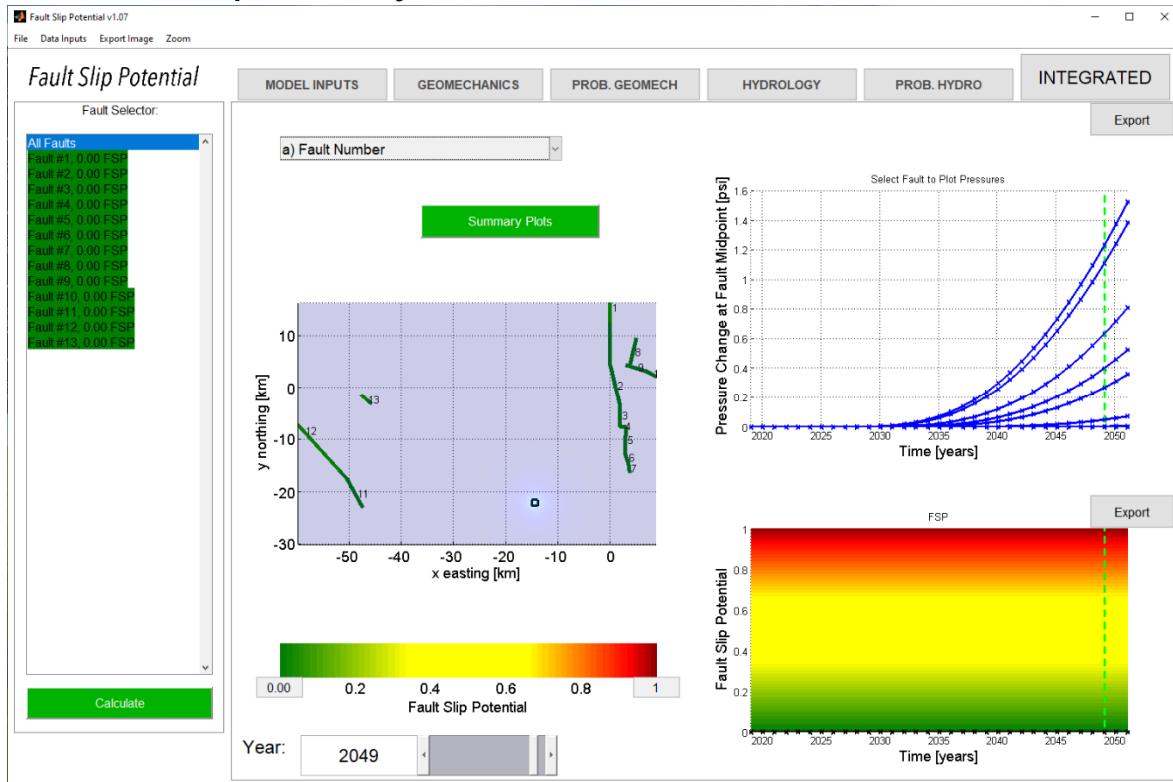 Fault Slip Potential v1.07
File Data Inputs Export Image Zoom
Fault Slip Potential
MODEL INPUTS
GEOMECHANICS
PROB. GEOMECH
HYDROLOGY
PROB. HYDRO
INTEGRATED
Fault Selector:
All Faults
Fault #1, 0.00 FSP
Fault #2, 0.00 FSP
Fault #3, 0.00 FSP
Fault #4, 0.00 FSP
Fault #5, 0.00 FSP
Fault #6, 0.00 FSP
Fault #7, 0.00 FSP
Fault #8, 0.00 FSP
Fault #9, 0.00 FSP
Fault #10, 0.00 FSP
Fault #11, 0.00 FSP
Fault #12, 0.00 FSP
Fault #13, 0.00 FSP
Calculate
a) Fault Number
Summary Plots
1
8
9
2
13
3
4
12
5
6
7
11
10
0
-10
-20
-30
y northing [km]
-50 -40 -30 -20 -10 0
x easting [km]
0.00 0.2 0.4 0.6 0.8 1
Fault Slip Potential
Year: 2049
Export
Select Fault to Plot Pressures
Pressure Change at Fault Midpoint [psi]
1.6
1.4
1.2
1
0.8
0.6
0.4
0.2
0
2020 2025 2030 2035 2040 2045 2050
Time [years]
Export
FSP
Fault Slip Potential
1
0.8
0.6
0.4
0.2
0
2020 2025 2030 2035 2040 2045 2050
Time [years]